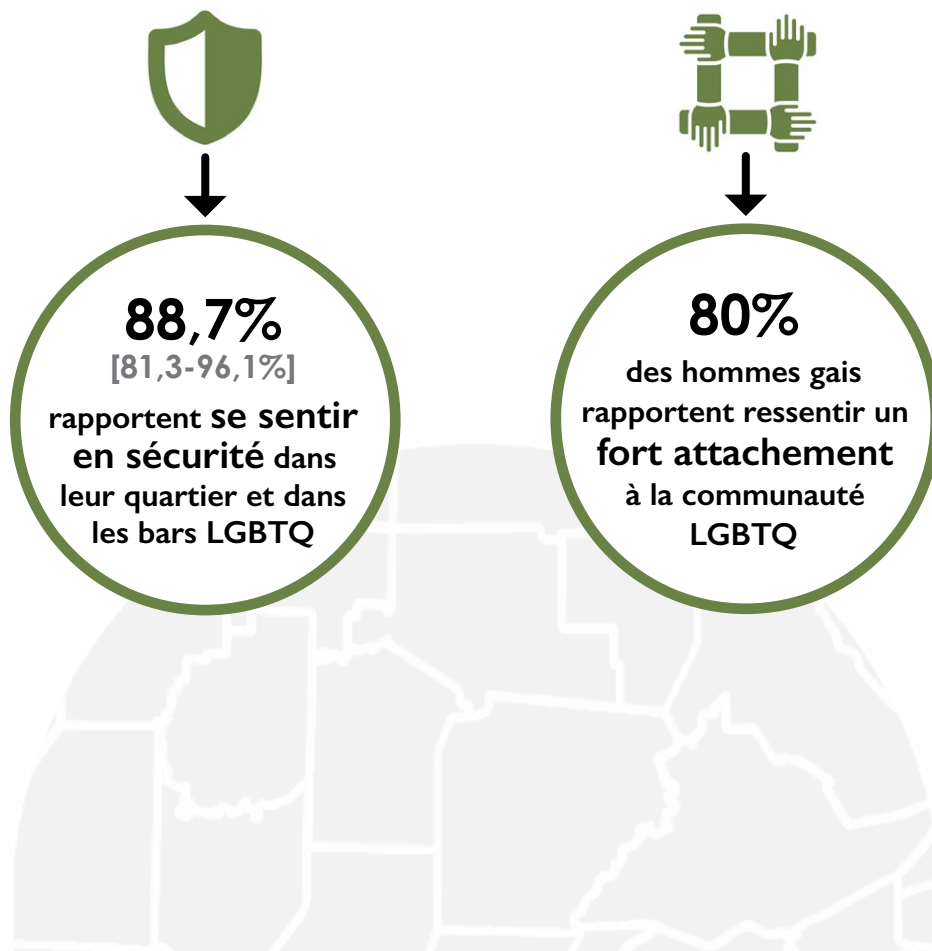 88,7%
[81,3-96,1%]
rapportent se sentir
en sécurité dans
leur quartier et dans
les bars LGBTQ
80%
des hommes gais
rapportent ressentir un
fort attachement
à la communauté
LGBTQ